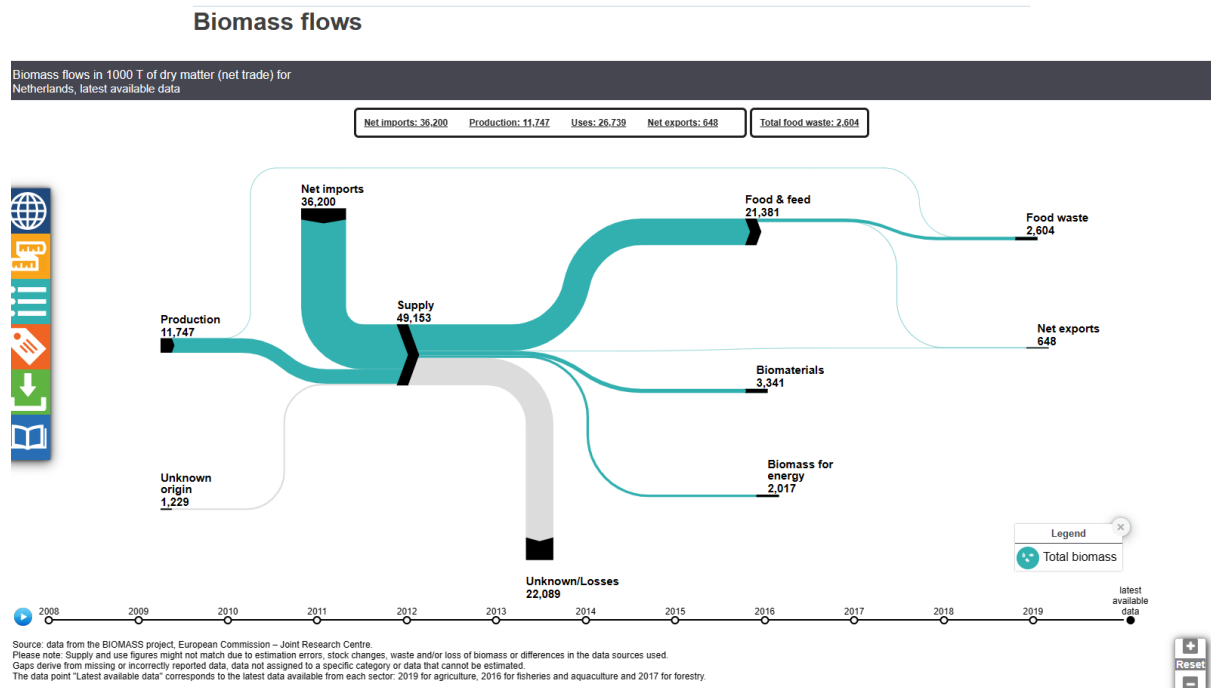 Biomass flows
Biomass flows in 1000 T of dry matter (net trade) for
Netherlands, latest available data
Net imports: 36,200 Production: 11,747 Uses: 26,739 Net exports: 648 Total food waste: 2,604
Net imports
36,200
Food & feed
21,381
Food waste
2,604
Supply
49,153
Production
11,747
Net exports
648
Biomaterials
3,341
Biomass for
energy
2,017
Unknown
origin
1,229
Legend
Total biomass
Unknown/Losses
22,089
2008 2009 2010 2011 2012 2013 2014 2015 2016 2017 2018 2019
latest
available
data
Source: data from the BIOMASS project, European Commission – Joint Research Centre.
Please note: Supply and use figures might not match due to estimation errors, stock changes, waste and/or loss of biomass or differences in the data sources used.
Gaps derive from missing or incorrectly reported data, data not assigned to a specific category or data that cannot be estimated.
The data point "Latest available data" corresponds to the latest data available from each sector: 2019 for agriculture, 2016 for fisheries and aquaculture and 2017 for forestry.
Reset